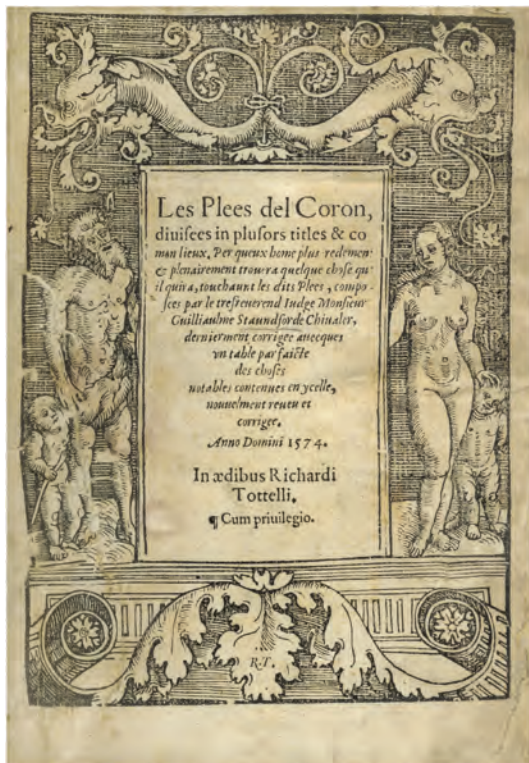 Les Plees del Coron,
diuisees in plusors titles & co
mun lieux, Per queux home plus redemen
& plenairement trouera quelque chose qu'
il quira, touchaunt les dits Plees, compo
sees par le tresreuerend Iudge Monsieur
Guilliaulme Staundforde Chiualer,
dernierment corrigee auecques
vn table parfaicte
des choses
notables contenues en ycelle,
nouuelment reueu et
corrigee.
Anno Domini 1574.
In ædibus Richardi
Tottelli.
¶ Cum priuilegio.
R.T.